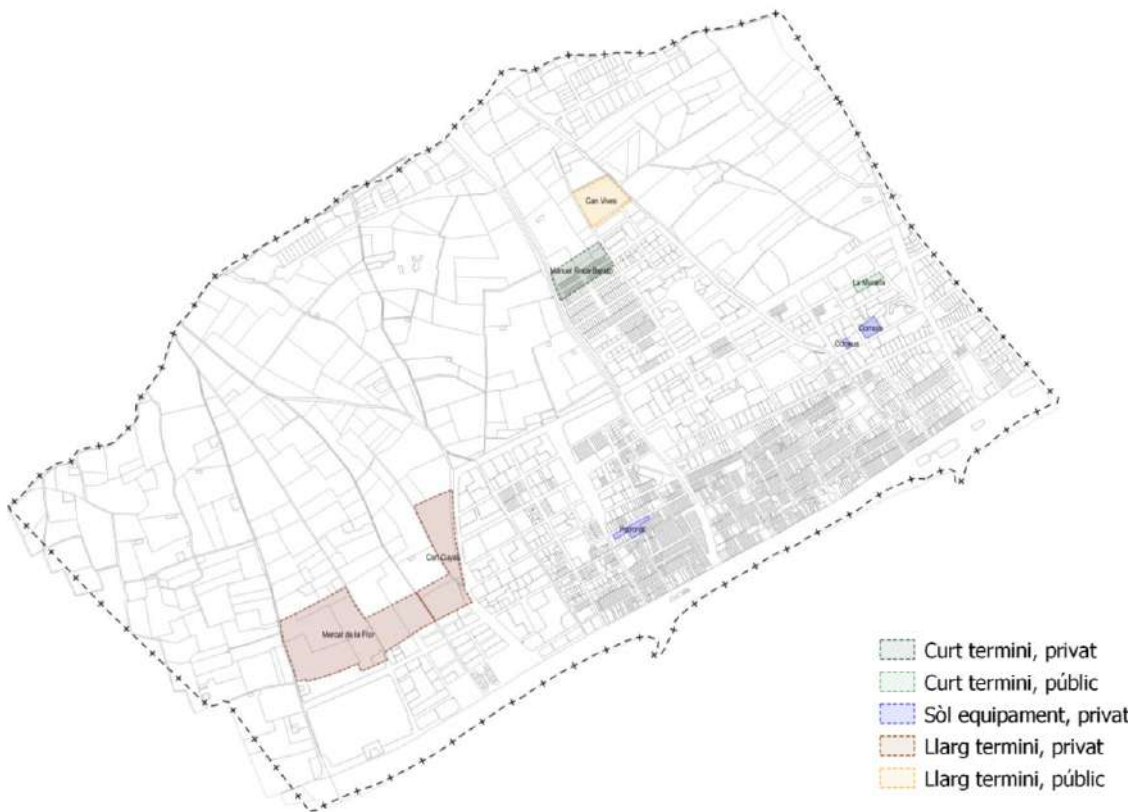 Can Vives
Manuel
Can Cuyàs
Mercat de la Flor
Curt termini, privat
Curt termini, públic
Sòl equipament, privat
Llarg termini, privat
Llarg termini, públic